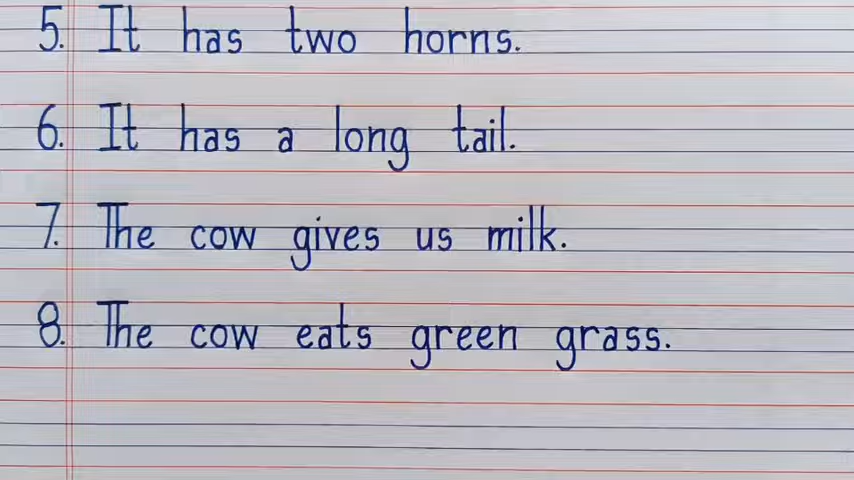 5. It has two horns.
6. It has a long tail.
7. The cow gives us milk.
8. The cow eats green grass.